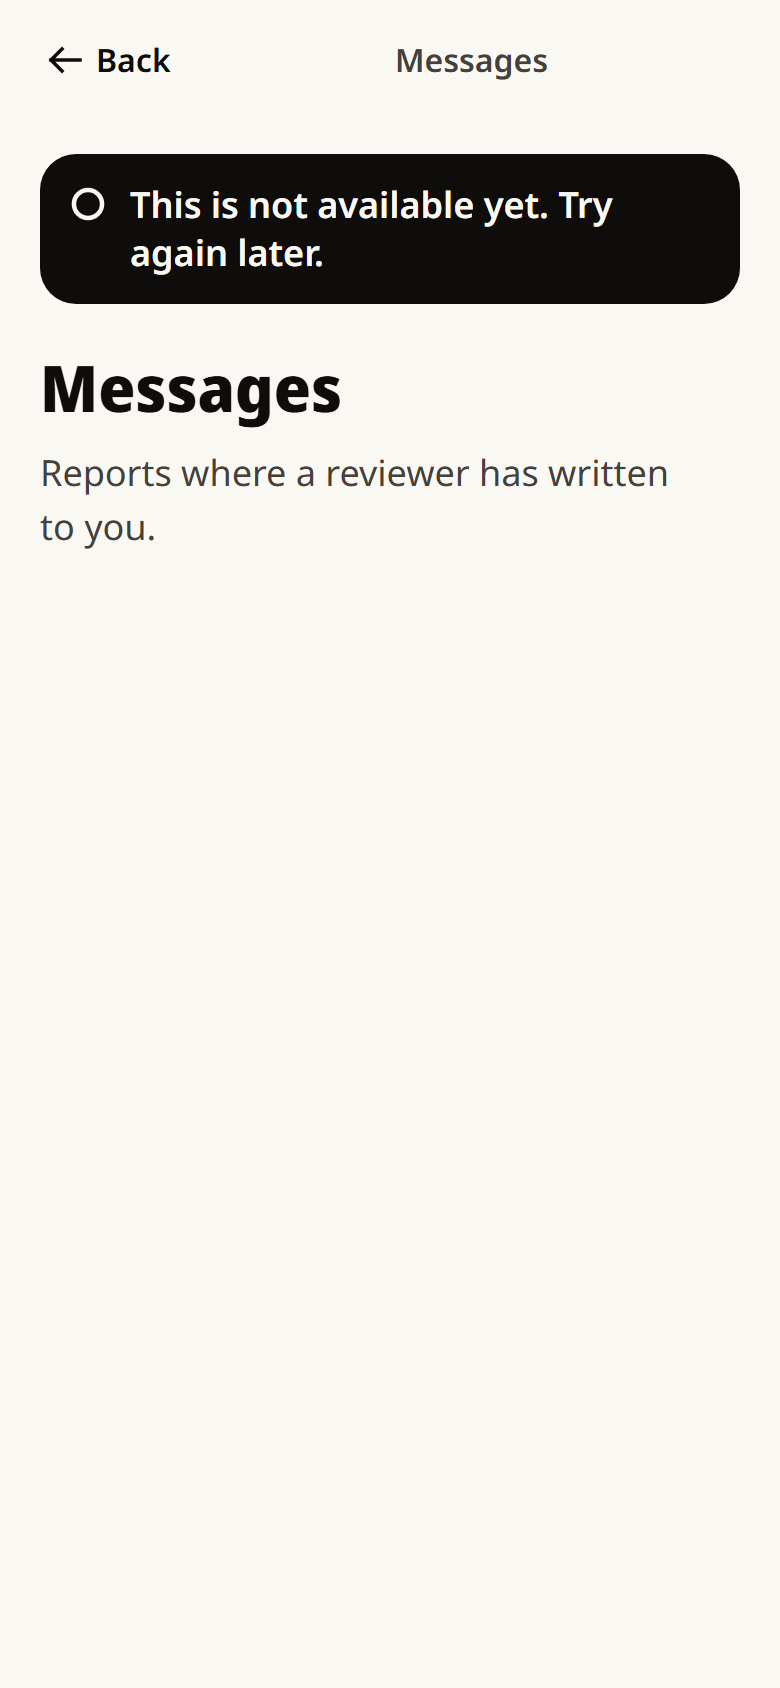 Back
Messages
This is not available yet. Try
again later.
Messages
Reports where a reviewer has written
to you.